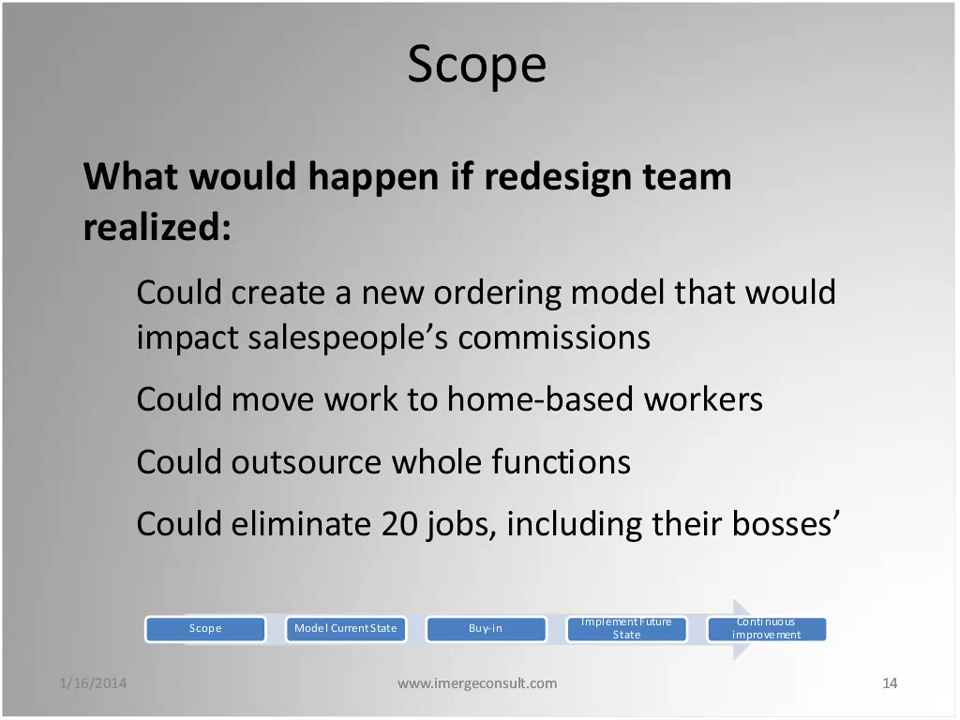 Scope
What would happen if redesign team
realized:
Could create a new ordering model that would
impact salespeople’s commissions
Could move work to home-based workers
Could outsource whole functions
Could eliminate 20 jobs, including their bosses’
Scope
Model Current State
Buy-in
Implement Future
State
Continuous
improvement
1/16/2014
www.imergeconsult.com
14